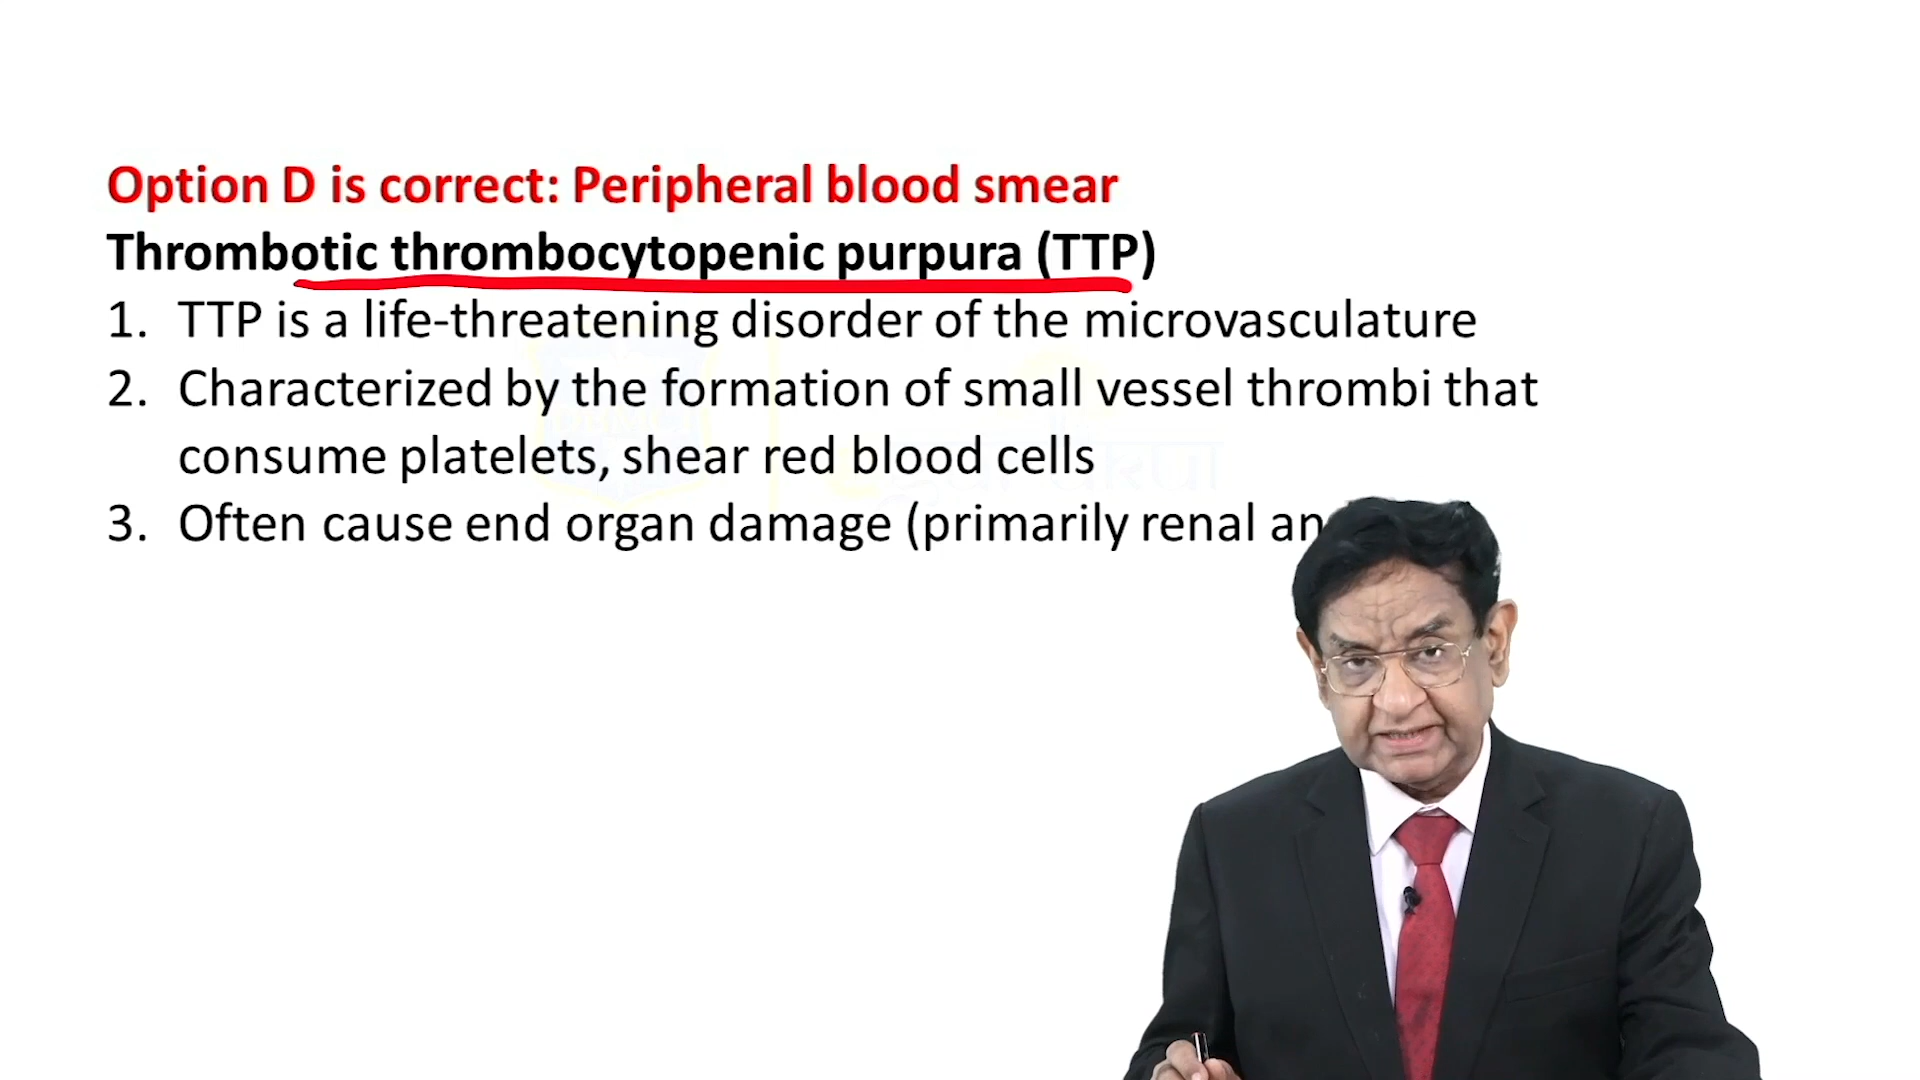 Option D is correct: Peripheral blood smear
Thrombotic thrombocytopenic purpura (TTP)
1. TTP is a life-threatening disorder of the microvasculature
2. Characterized by the formation of small vessel thrombi that
consume platelets, shear red blood cells
3. Often cause end organ damage (primarily renal